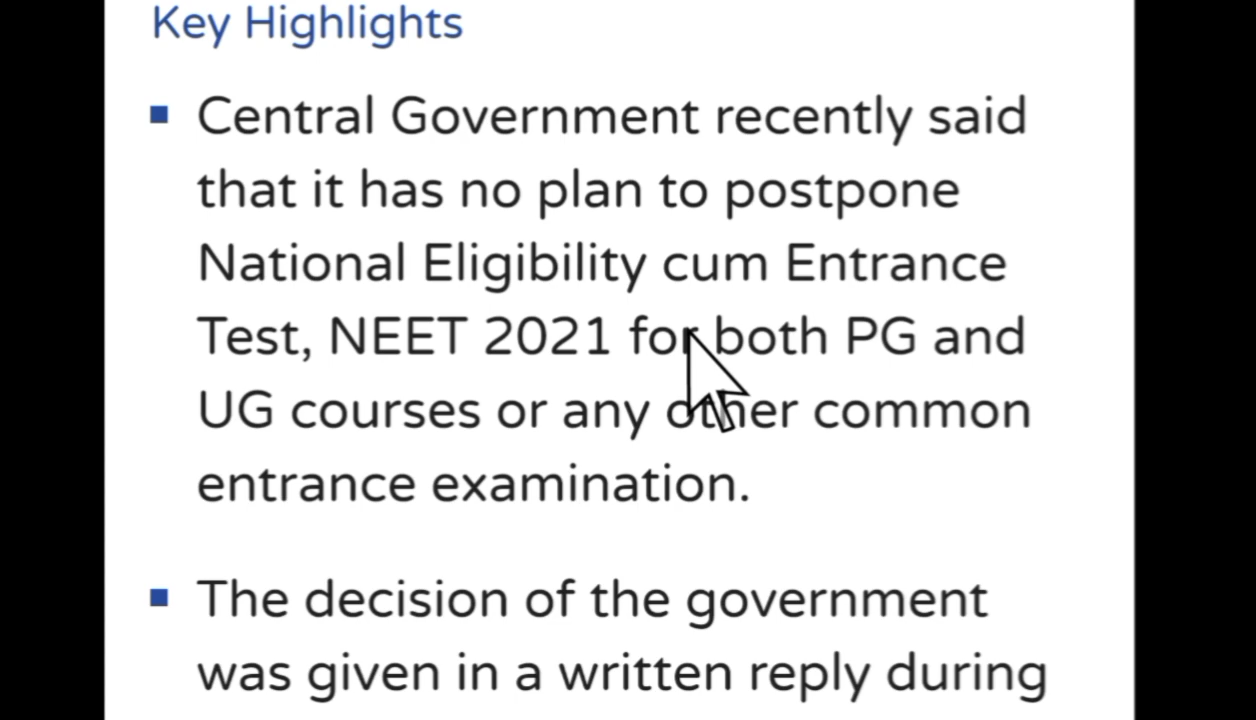 Key Highlights
Central Government recently said
that it has no plan to postpone
National Eligibility cum Entrance
Test, NEET 2021 for both PG and
UG courses or any other common
entrance examination.
The decision of the government
was given in a written reply during